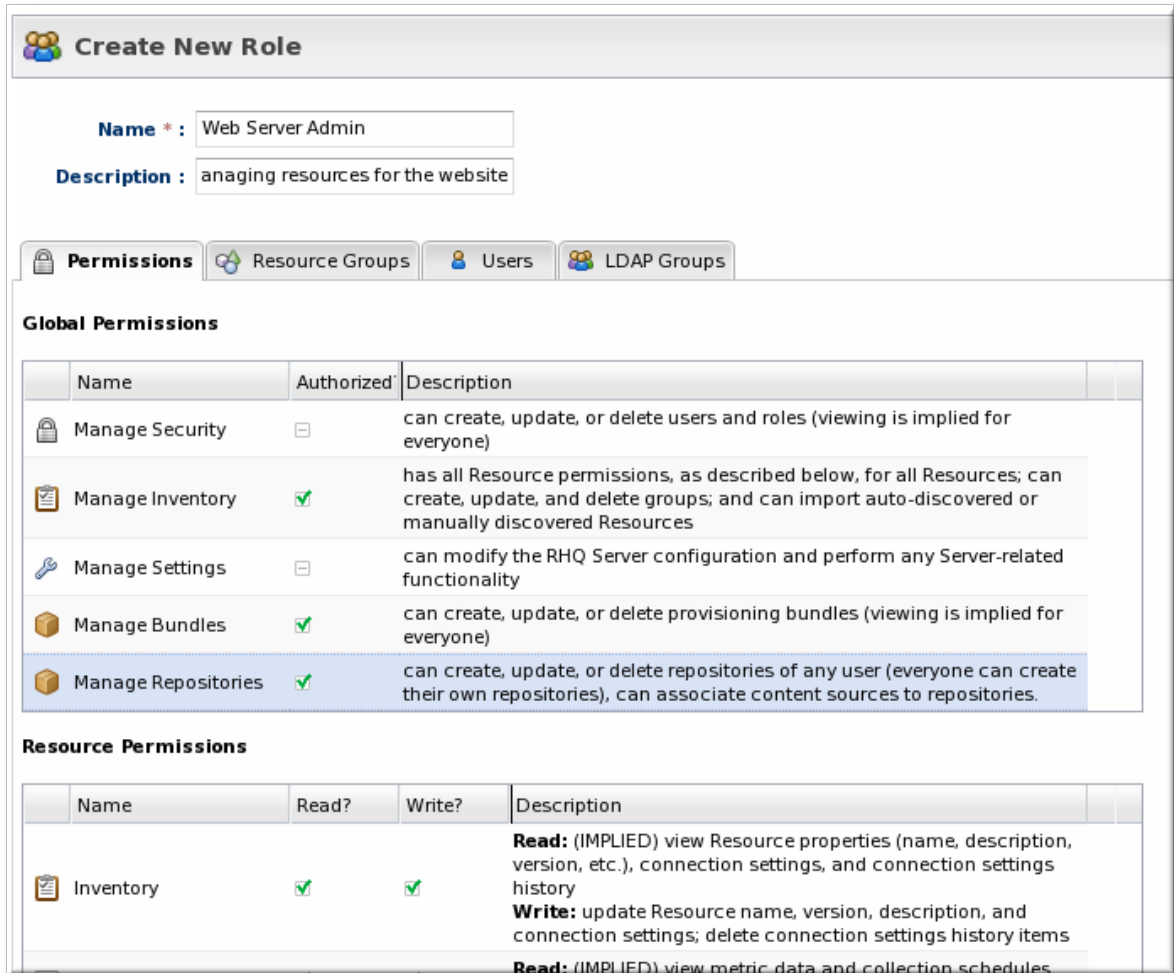 Create New Role
Name * : Web Server Admin
Description : anaging resources for the website
Permissions Resource Groups Users LDAP Groups
Global Permissions
Name Authorized? Description
Manage Security can create, update, or delete users and roles (viewing is implied for
everyone)
Manage Inventory has all Resource permissions, as described below, for all Resources; can
create, update, and delete groups; and can import auto-discovered or
manually discovered Resources
Manage Settings can modify the RHQ Server configuration and perform any Server-related
functionality
Manage Bundles can create, update, or delete provisioning bundles (viewing is implied for
everyone)
Manage Repositories can create, update, or delete repositories of any user (everyone can create
their own repositories), can associate content sources to repositories.
Resource Permissions
Name Read? Write? Description
Inventory Read: (IMPLIED) view Resource properties (name, description,
version, etc.), connection settings, and connection settings
history
Write: update Resource name, version, description, and
connection settings; delete connection settings history items
Read: (IMPLIED) view metric data and collection schedules